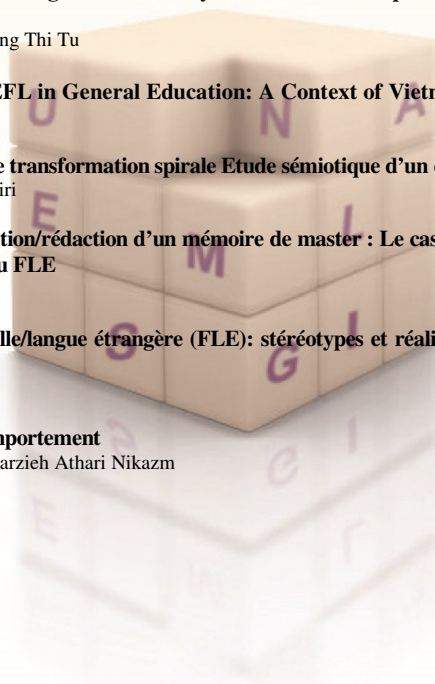 ng Thi Tu
EFL in General Education: A Context of Vietn
U N A
e transformation spirale Etude sémiotique d'un
iri
E M L
tion/rédaction d'un mémoire de master : Le cas
u FLE
S G I
lle/langue étrangère (FLE): stéréotypes et réali
nportement
arzieh Athari Nikazm